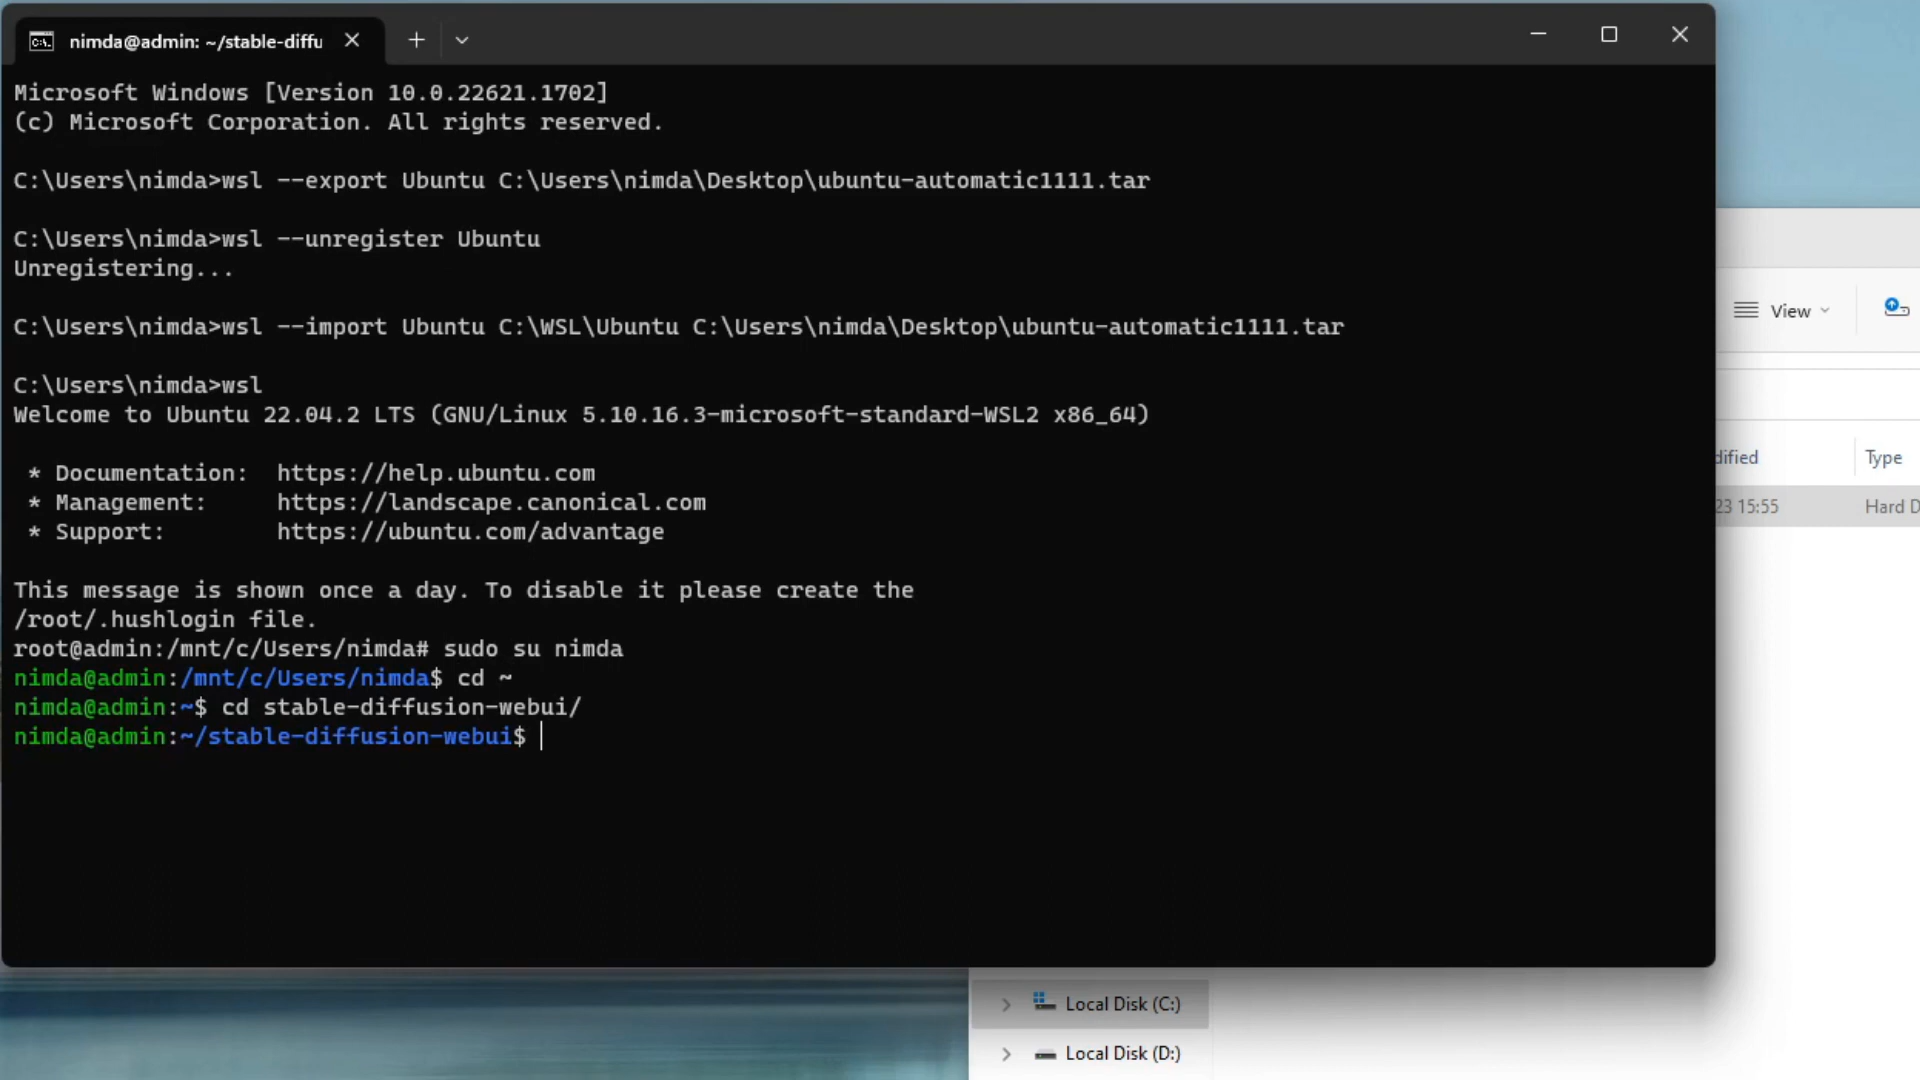 nimda@admin: ~/stable-diffu
Microsoft Windows [Version 10.0.22621.1702]
(c) Microsoft Corporation. All rights reserved.
C:\Users\nimda>wsl --export Ubuntu C:\Users\nimda\Desktop\ubuntu-automatic1111.tar
C:\Users\nimda>wsl --unregister Ubuntu
Unregistering...
C:\Users\nimda>wsl --import Ubuntu C:\WSL\Ubuntu C:\Users\nimda\Desktop\ubuntu-automatic1111.tar
C:\Users\nimda>wsl
Welcome to Ubuntu 22.04.2 LTS (GNU/Linux 5.10.16.3-microsoft-standard-WSL2 x86_64)
* Documentation: https://help.ubuntu.com
* Management: https://landscape.canonical.com
* Support: https://ubuntu.com/advantage
This message is shown once a day. To disable it please create the
/root/.hushlogin file.
root@admin:/mnt/c/Users/nimda# sudo su nimda
nimda@admin:/mnt/c/Users/nimda$ cd ~
nimda@admin:~$ cd stable-diffusion-webui/
nimda@admin:~/stable-diffusion-webui$
View
dified Type
23 15:55 Hard D
Local Disk (C:)
Local Disk (D:)